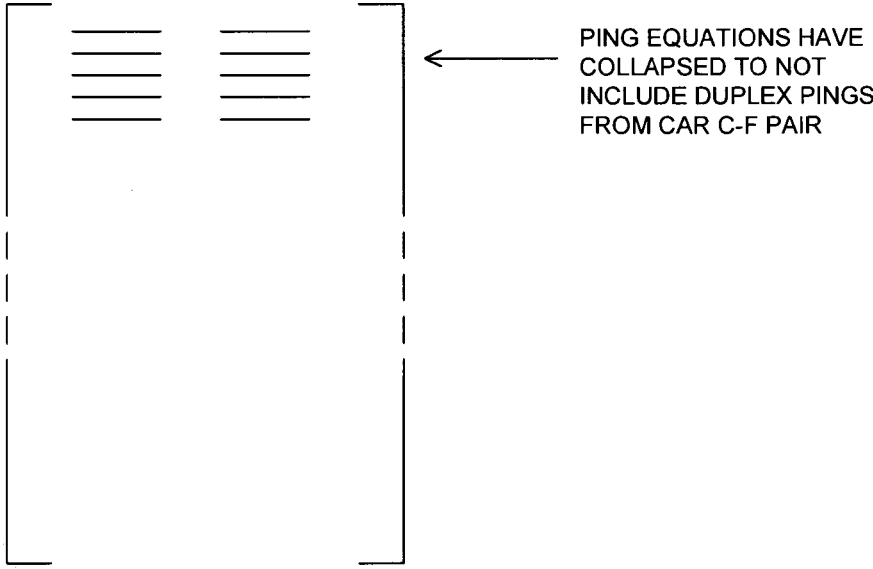 PING EQUATIONS HAVE
COLLAPSED TO NOT
INCLUDE DUPLEX PINGS
FROM CAR C-F PAIR